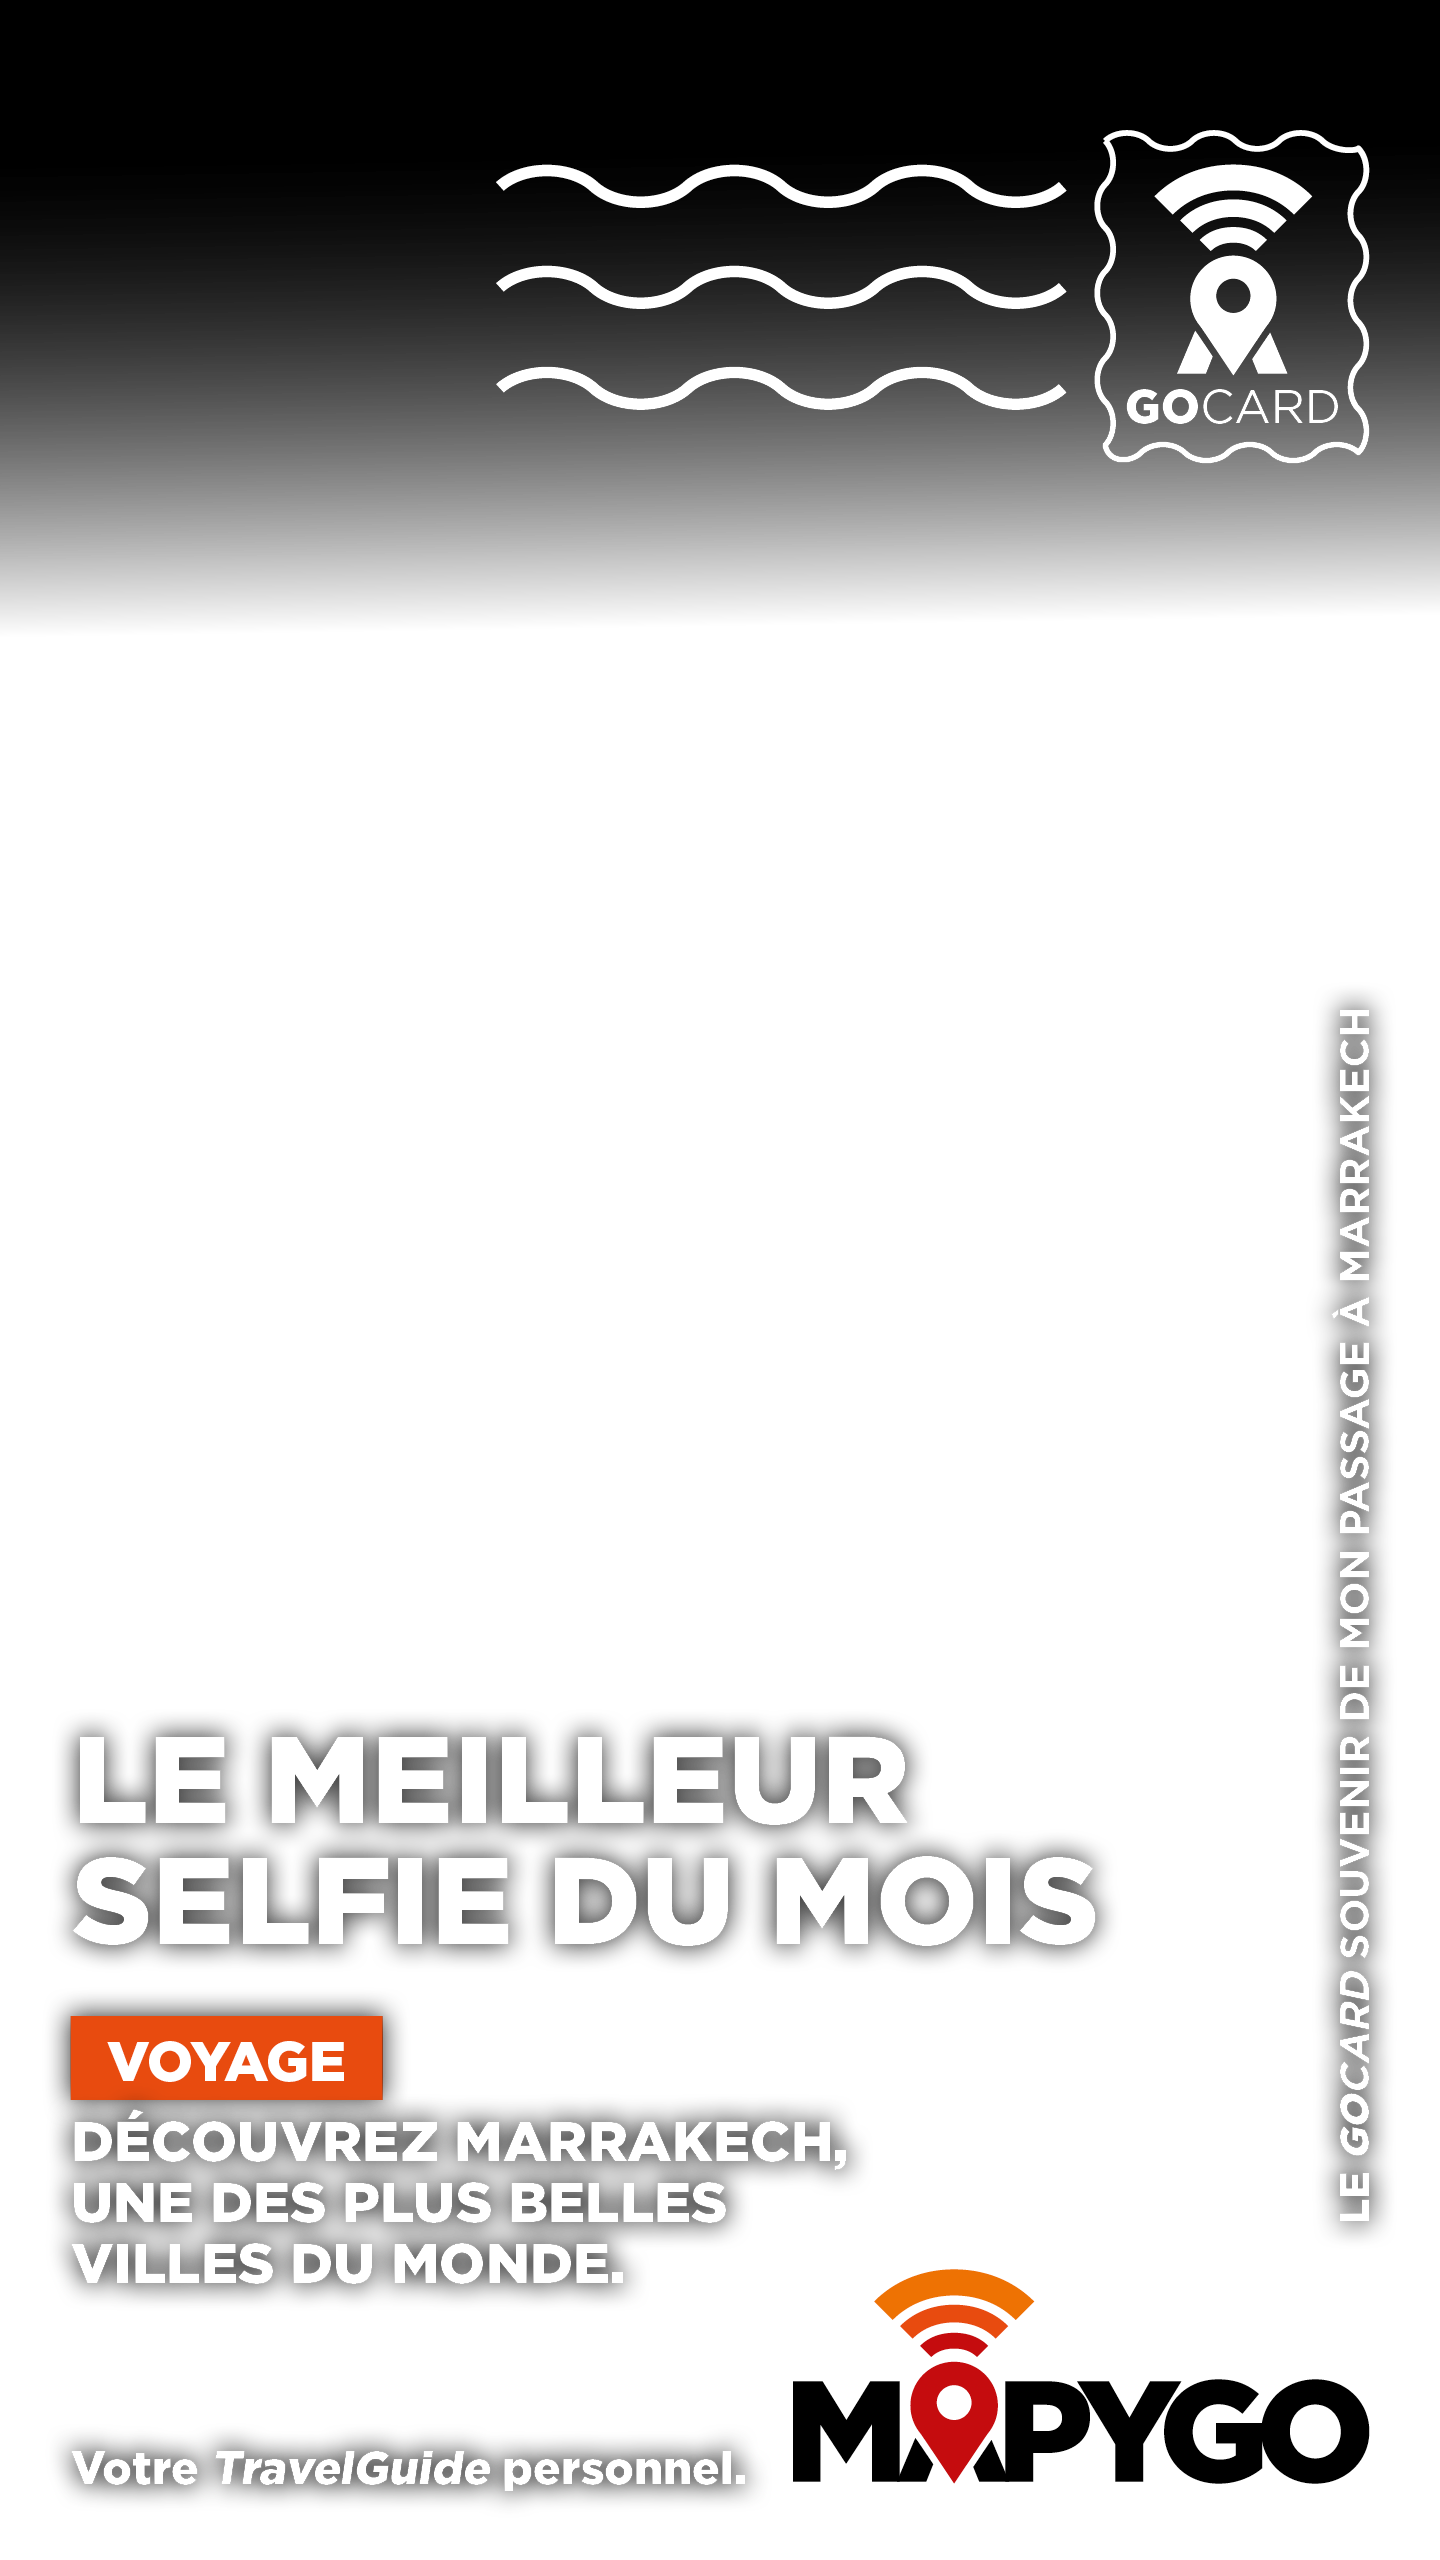 GOCARD
LE GOCARD SOUVENIR DE MON PASSAGE À MARRAKECH
LE MEILLEUR
SELFIE DU MOIS
VOYAGE
DÉCOUVREZ MARRAKECH,
UNE DES PLUS BELLES
VILLES DU MONDE.
Votre TravelGuide personnel.
MAPYGO